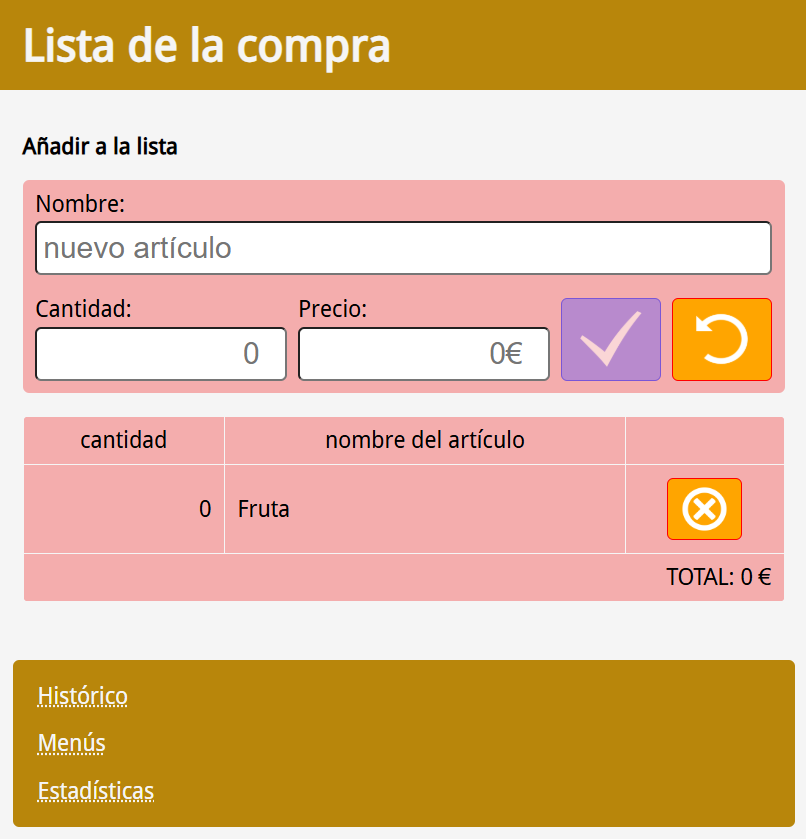 Lista de la compra
Añadir a la lista
Nombre:
nuevo artículo
Cantidad: Precio:
0 0€
cantidad nombre del artículo
0 Fruta
TOTAL: 0 €
Histórico
Menús
Estadísticas